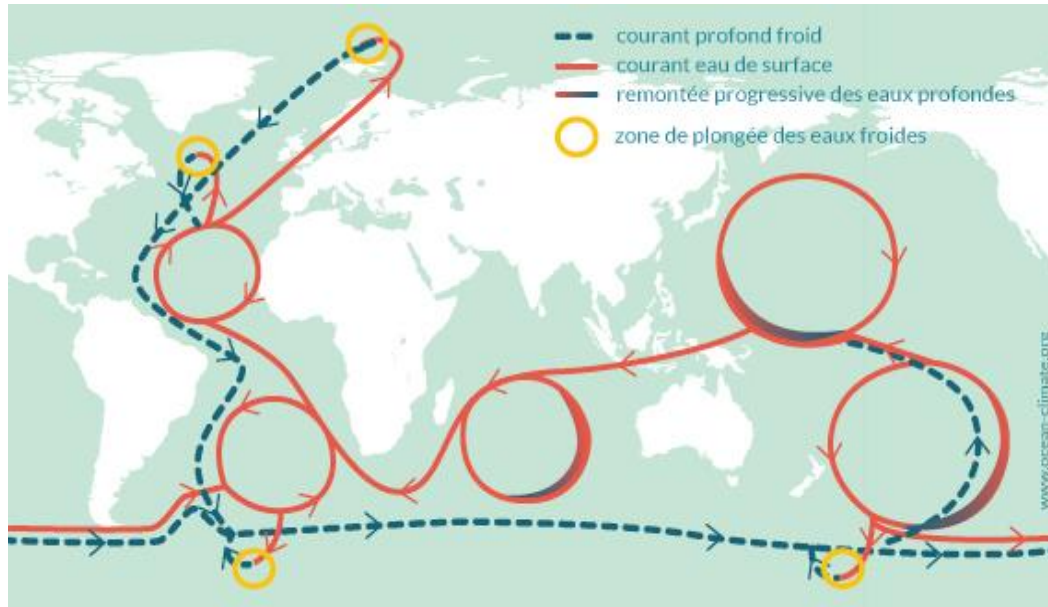 courant profond froid
courant eau de surface
remontée progressive des eaux profondes
zone de plongée des eaux froides
www.ocean-climate.org